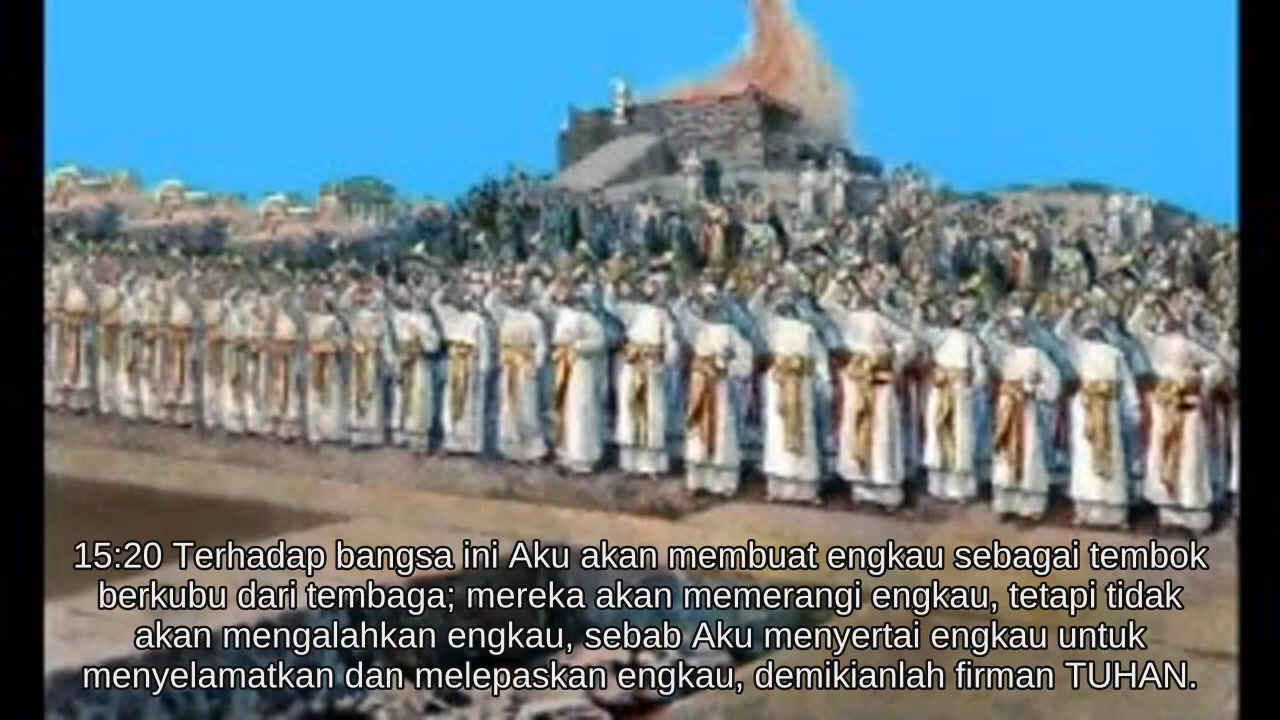 15:20 Terhadap bangsa ini Aku akan membuat engkau sebagai tembok
berkubu dari tembaga; mereka akan memerangi engkau, tetapi tidak
akan mengalahkan engkau, sebab Aku menyertai engkau untuk
menyelamatkan dan melepaskan engkau, demikianlah firman TUHAN.